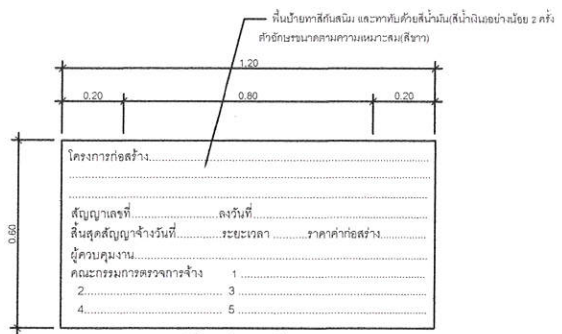 พื้นป้ายทาสีกันสนิม และทาทับด้วยสีน้ำมัน(สีน้ำเงิน)อย่างน้อย 2 ครั้ง
ตัวอักษรขนาดตามความเหมาะสม(สีขาว)
1.20
0.20 0.80 0.20
0.60
โครงการก่อสร้าง
สัญญาเลขที่ ลงวันที่
สิ้นสุดสัญญาจ้างวันที่ ระยะเวลา ราคาค่าก่อสร้าง
ผู้ควบคุมงาน
คณะกรรมการตรวจการจ้าง 1
2 3
4 5